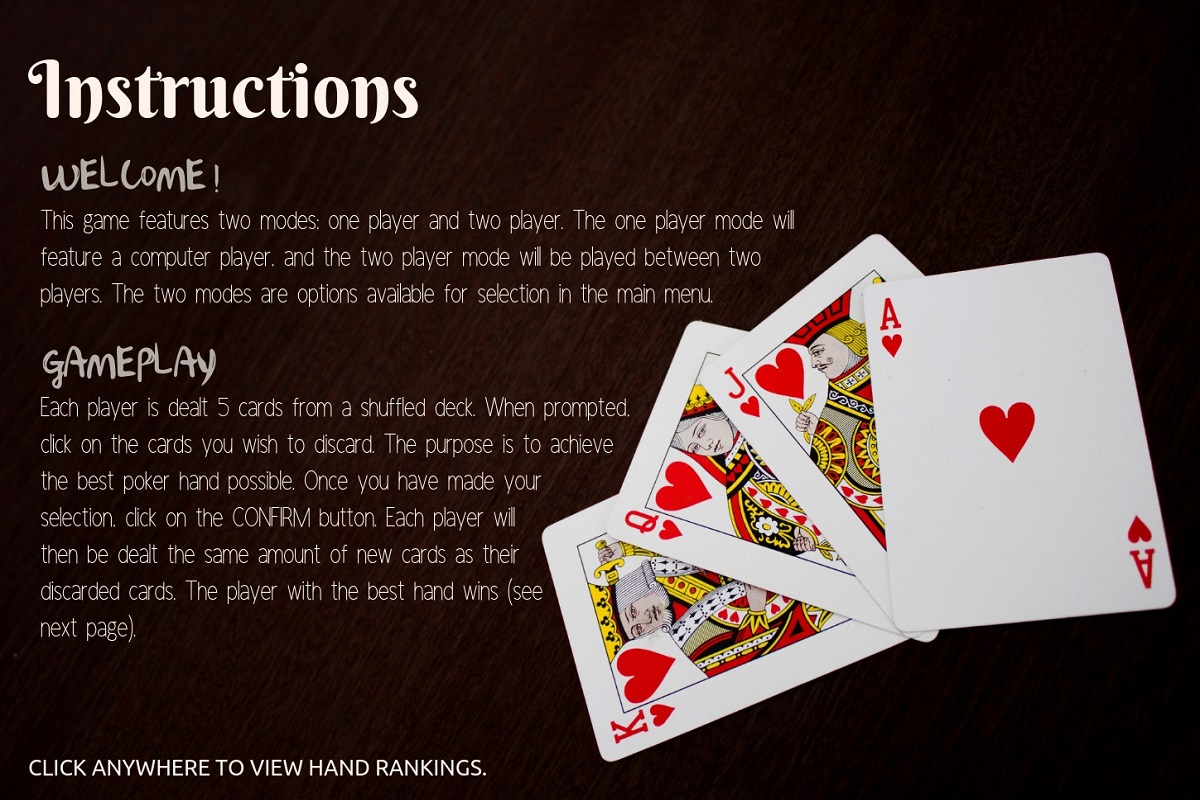 Instructions
WELCOME!
This game features two modes: one player and two player. The one player mode will
feature a computer player. and the two player mode will be played between two
players. The two modes are options available for selection in the main menu.
GAMEPLAY
Each player is dealt 5 cards from a shuffled deck. When prompted,
click on the cards you wish to discard. The purpose is to achieve
the best poker hand possible. Once you have made your
selection. click on the CONFIRM button. Each player will
then be dealt the same amount of new cards as their
discarded cards. The player with the best hand wins (see
next page).
A
J
Q
K
A
CLICK ANYWHERE TO VIEW HAND RANKINGS.